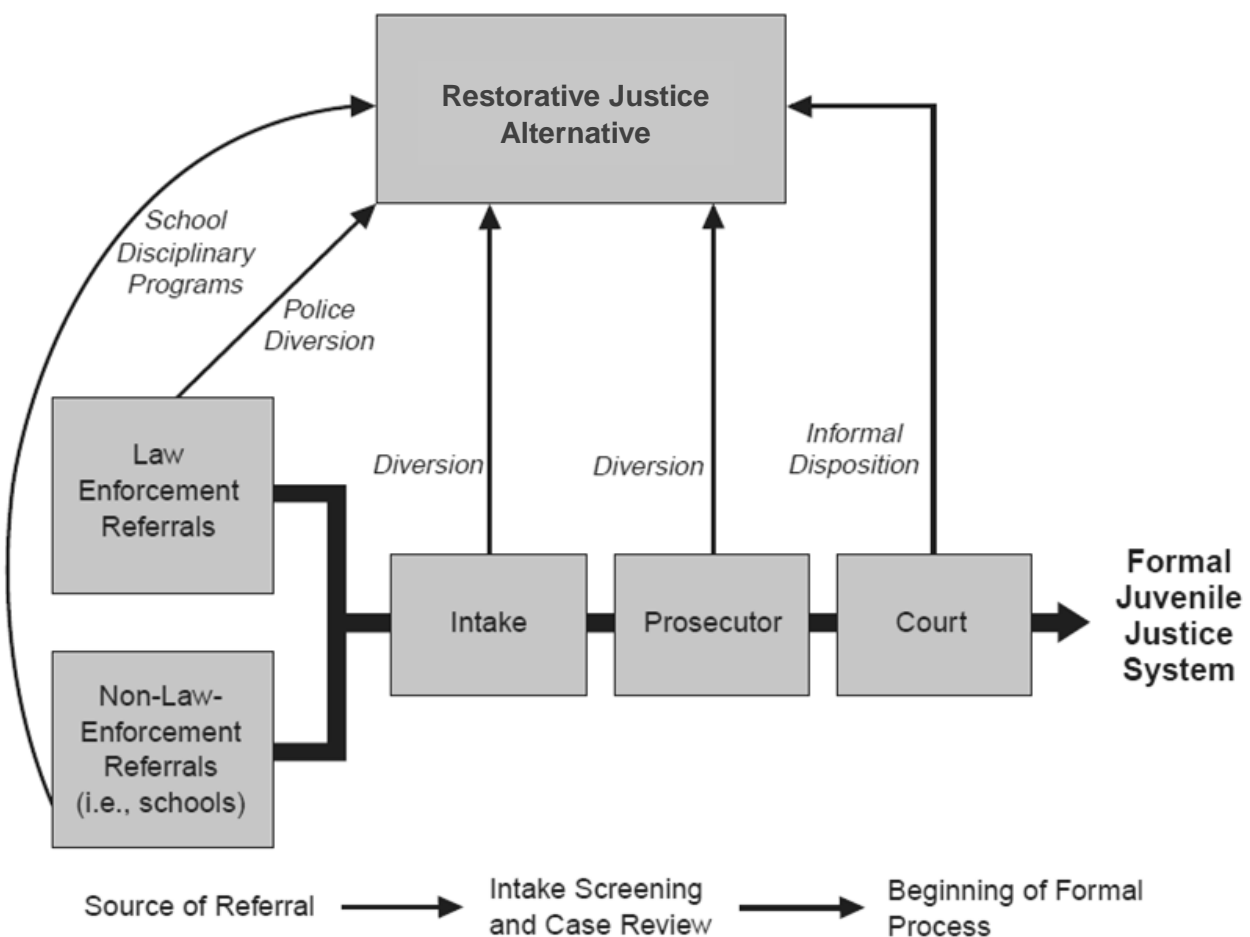 Restorative Justice
Alternative
School
Disciplinary
Programs
Police
Diversion
Law
Enforcement
Referrals
Diversion
Diversion
Informal
Disposition
Intake
Prosecutor
Court
Formal
Juvenile
Justice
System
Non-Law-
Enforcement
Referrals
(i.e., schools)
Source of Referral
Intake Screening
and Case Review
Beginning of Formal
Process